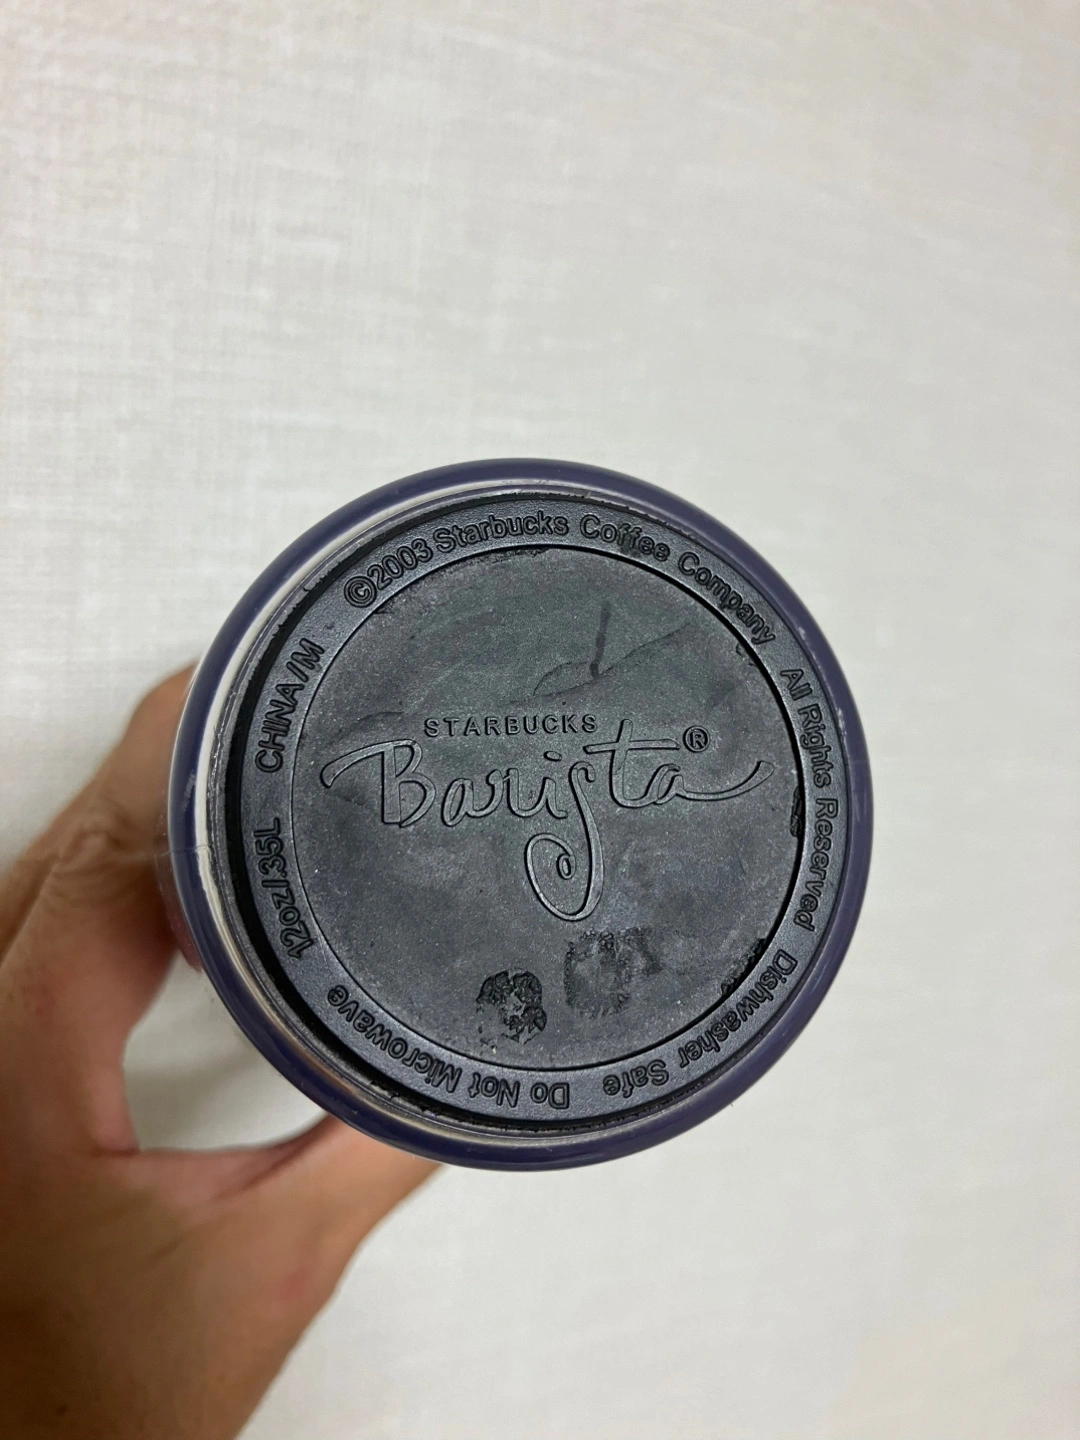 STARBUCKS
Barista®
©2003 Starbucks Coffee Company
All Rights Reserved
Dishwasher Safe
Do Not Microwave
12oz/.35L
CHINA/M